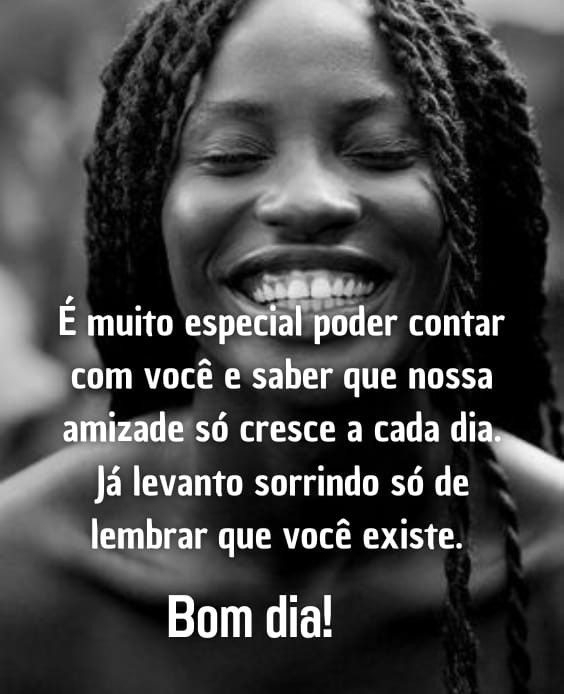 É muito especial poder contar
com você e saber que nossa
amizade só cresce a cada dia.
Já levanto sorrindo só de
lembrar que você existe.
Bom dia!